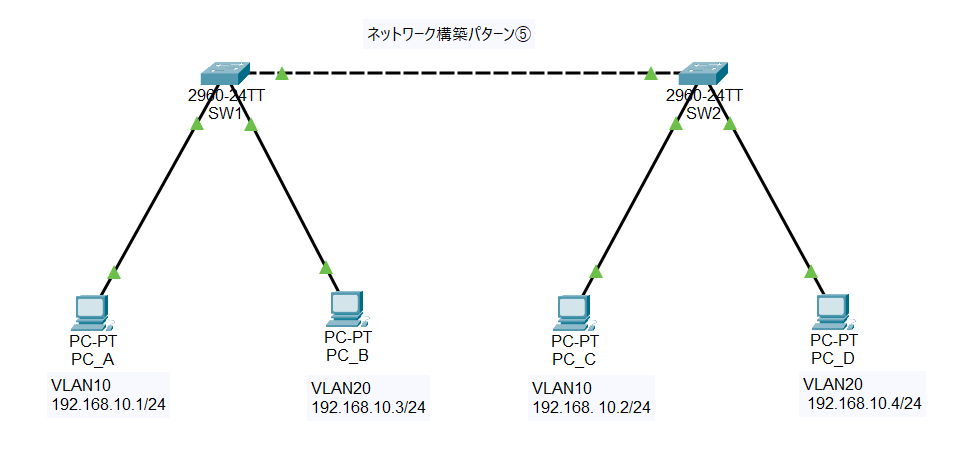 ネットワーク構築パターン⑤
2960-24TT
SW1
2960-24TT
SW2
PC-PT
PC_A
PC-PT
PC_B
PC-PT
PC_C
PC-PT
PC_D
VLAN10
192.168.10.1/24
VLAN20
192.168.10.3/24
VLAN10
192.168. 10.2/24
VLAN20
192.168.10.4/24